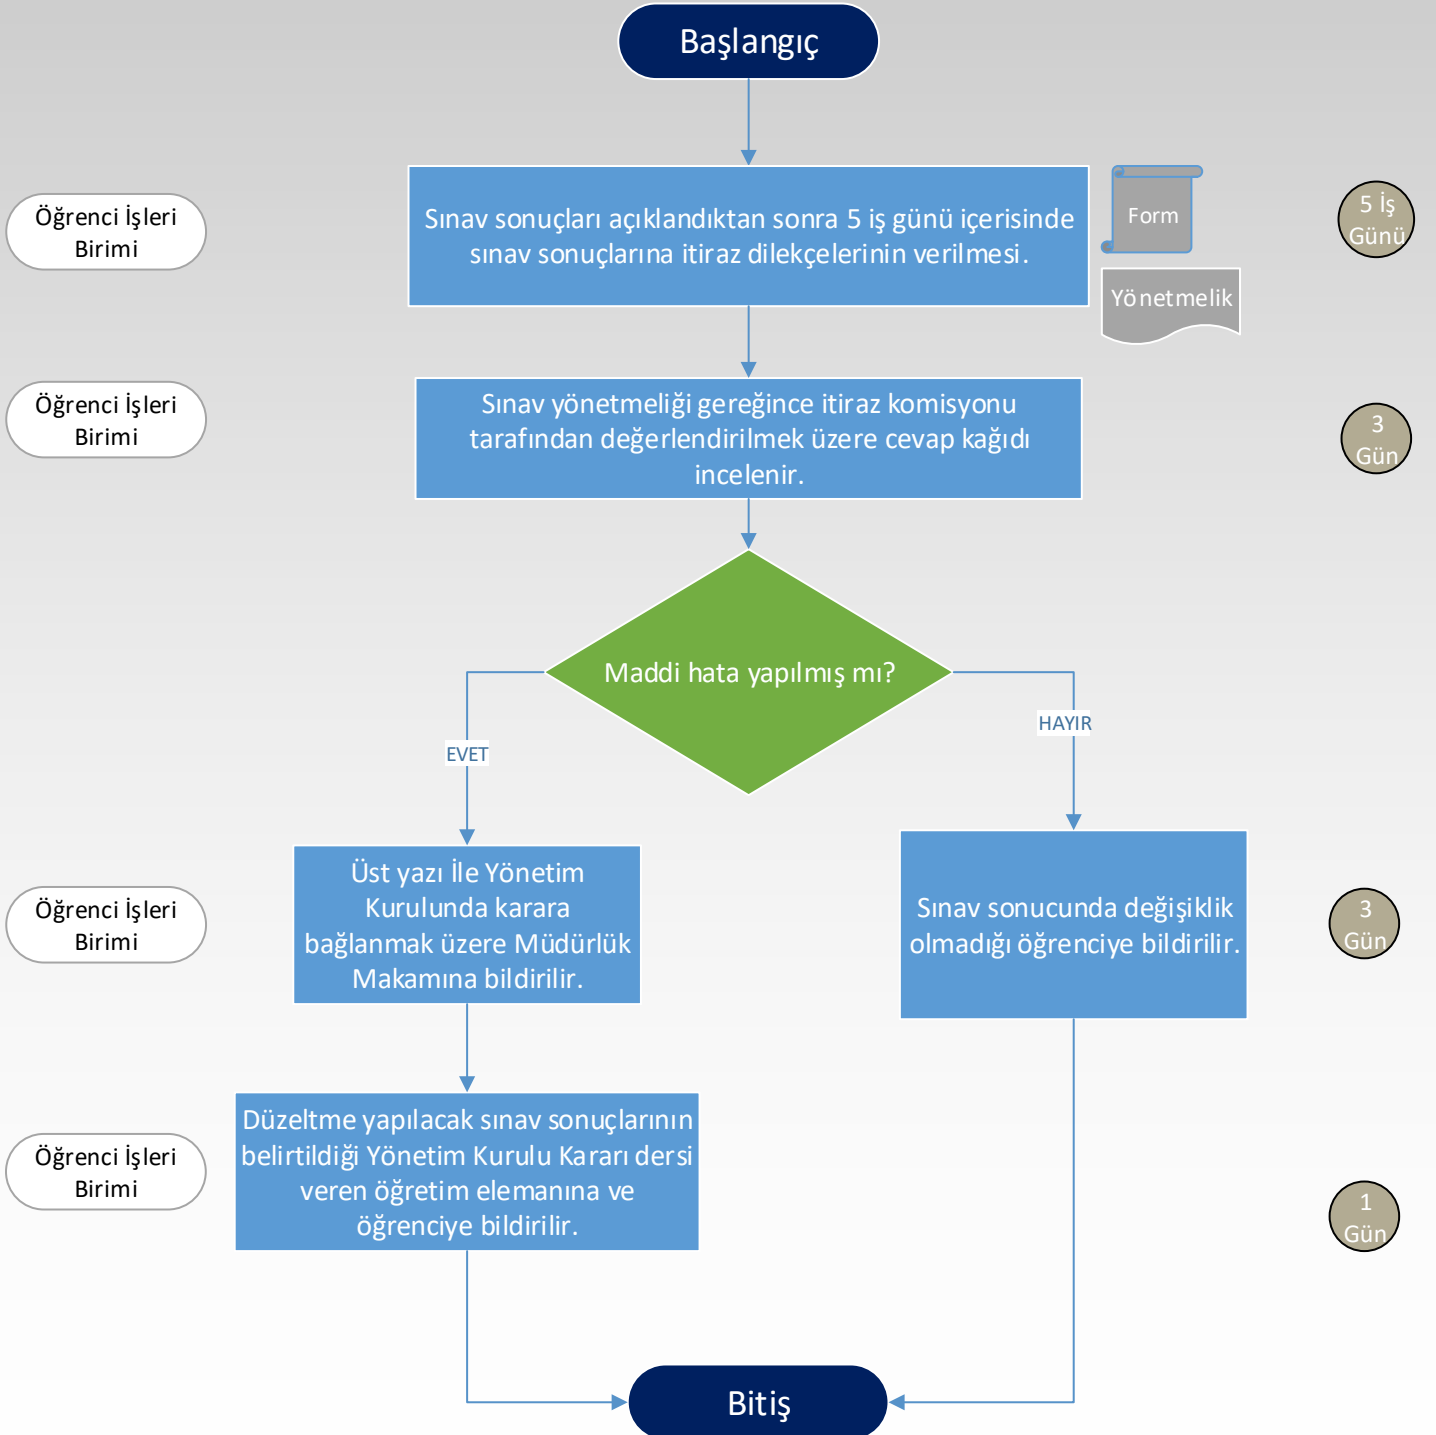 Başlangıç
Öğrenci İşleri
Birimi
Sınav sonuçları açıklandıktan sonra 5 iş günü içerisinde
sınav sonuçlarına itiraz dilekçelerinin verilmesi.
Form
Yönetmelik
5 İş
Günü
Öğrenci İşleri
Birimi
Sınav yönetmeliği gereğince itiraz komisyonu
tarafından değerlendirilmek üzere cevap kağıdı
incelenir.
3
Gün
Maddi hata yapılmış mı?
EVET
HAYIR
Öğrenci İşleri
Birimi
Üst yazı İle Yönetim
Kurulunda karara
bağlanmak üzere Müdürlük
Makamına bildirilir.
Sınav sonucunda değişiklik
olmadığı öğrenciye bildirilir.
3
Gün
Öğrenci İşleri
Birimi
Düzeltme yapılacak sınav sonuçlarının
belirtildiği Yönetim Kurulu Kararı dersi
veren öğretim elemanına ve
öğrenciye bildirilir.
1
Gün
Bitiş